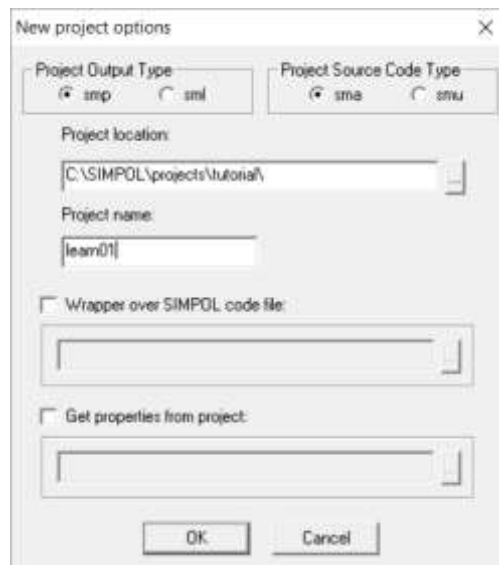 New project options
Project Output Type
smp sml
Project Source Code Type
sma smu
Project location:
C:\SIMPOL\projects\tutorial\
...
Project name:
learn01
Wrapper over SIMPOL code file:
Get properties from project:
OK Cancel